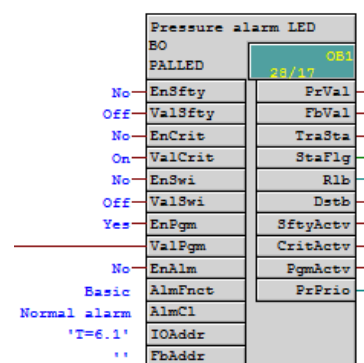 Pressure alarm LED
BO
PALLED
OB1
28/17
No EnSfty PrVal
Off ValSfty FbVal
No EnCrit TraSta
On ValCrit StaFlg
No EnSwi Rlb
Off ValSwi Dstb
Yes EnPgm SftyActv
ValPgm CritActv
No EnAlm PgmActv
Basic AlmFnct PrPrio
Normal alarm AlmCl
'T=6.1' IOAddr
'' FbAddr